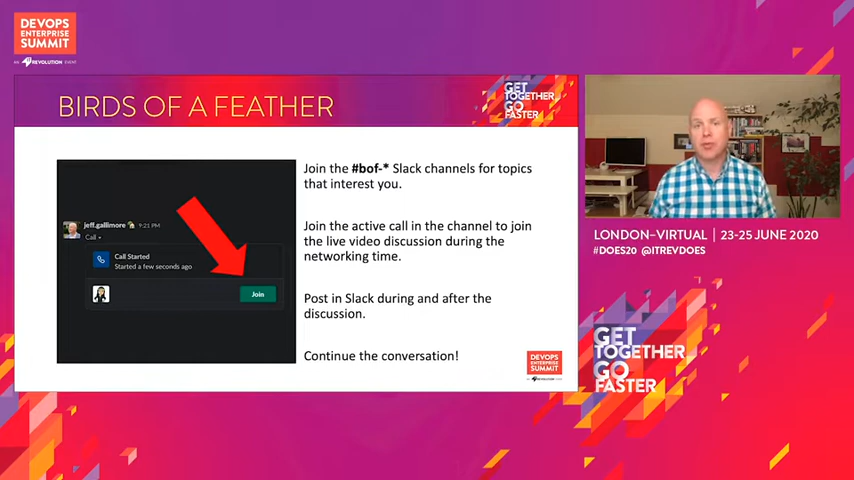 DEVOPS
ENTERPRISE
SUMMIT
AN IT REVOLUTION EVENT
BIRDS OF A FEATHER
GET
TOGETHER
GO
FASTER
jeff.gallimore 9:21 PM
Call
Call Started
Started a few seconds ago
Join
Join the #bof-* Slack channels for topics
that interest you.
Join the active call in the channel to join
the live video discussion during the
networking time.
Post in Slack during and after the
discussion.
Continue the conversation!
DEVOPS
ENTERPRISE
SUMMIT
LONDON–VIRTUAL | 23-25 JUNE 2020
#DOES20 @ITREVDOES
GET
TOGETHER
GO
FASTER